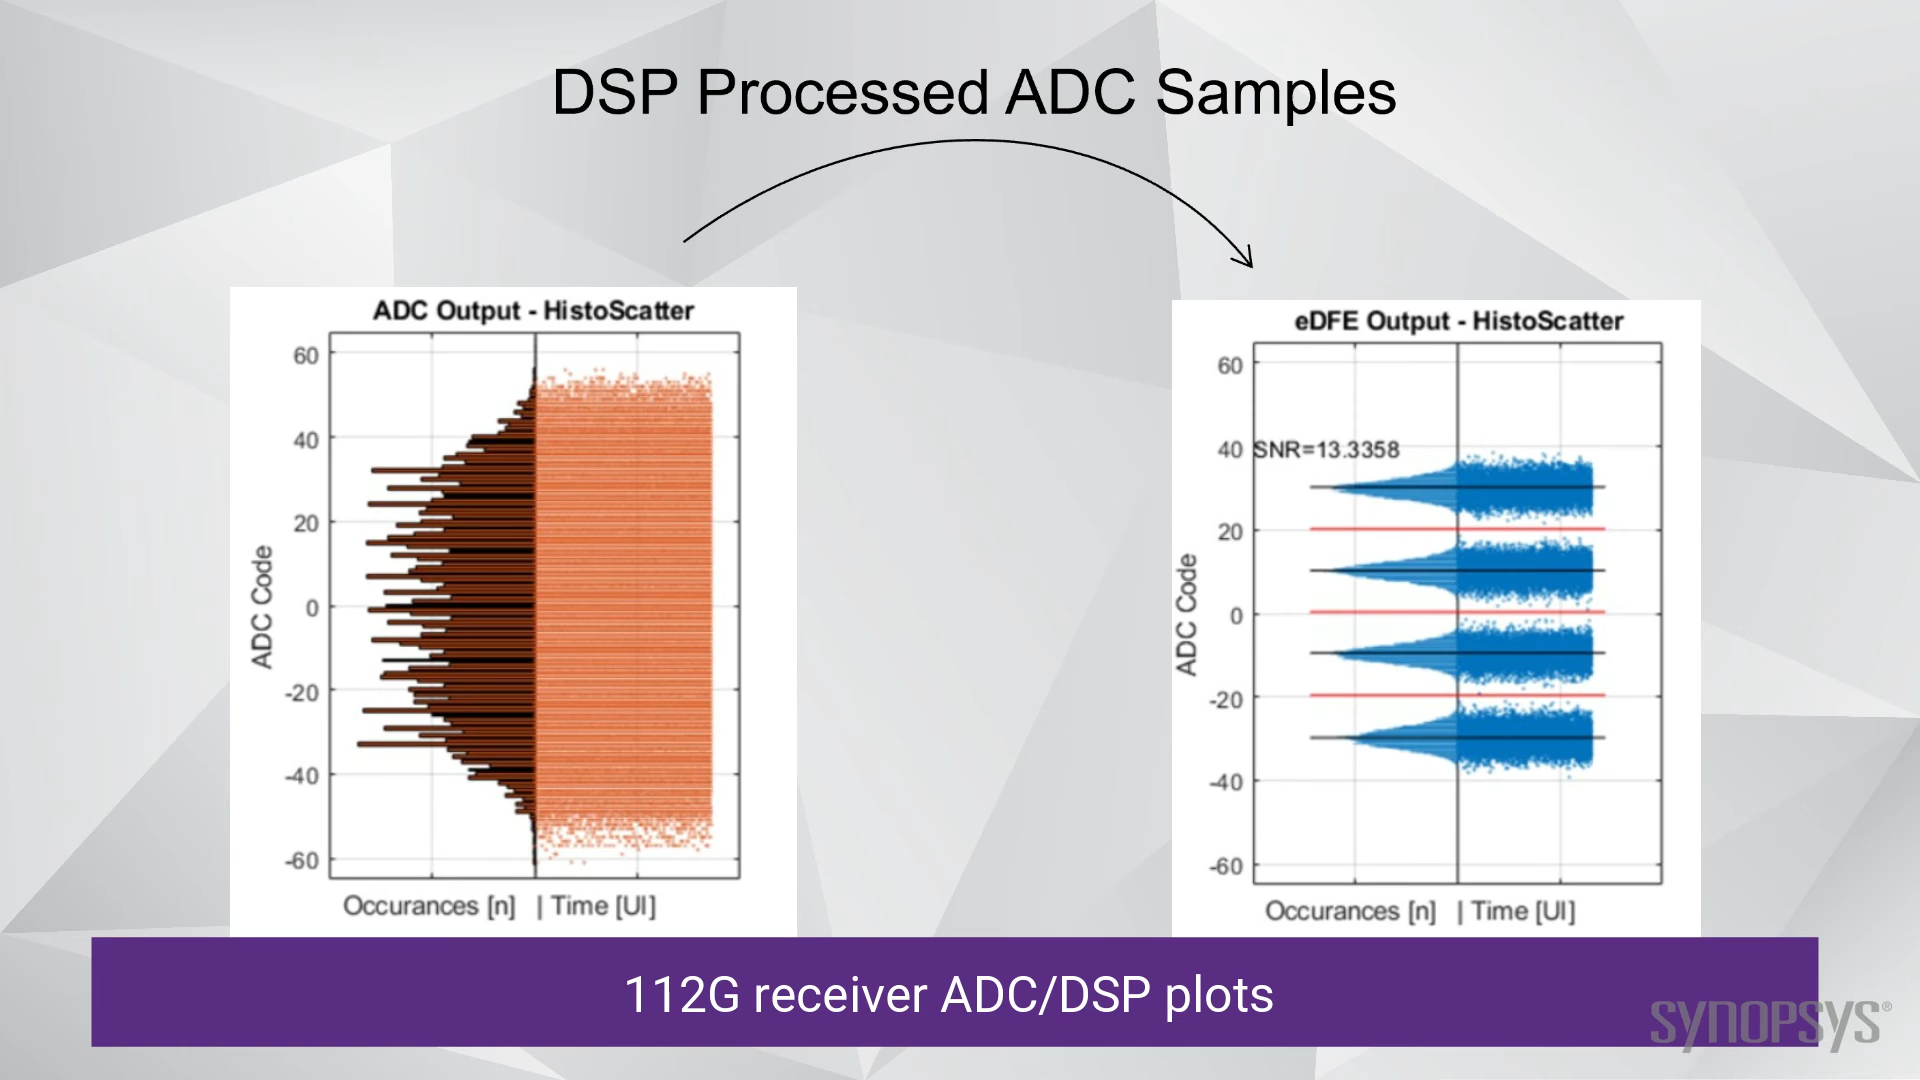 DSP Processed ADC Samples
ADC Output - HistoScatter
60
40
20
0
-20
-40
-60
ADC Code
Occurances [n] | Time [UI]
eDFE Output - HistoScatter
60
40
SNR=13.3358
20
0
-20
-40
-60
ADC Code
Occurances [n] | Time [UI]
112G receiver ADC/DSP plots
SYNOPSYS®